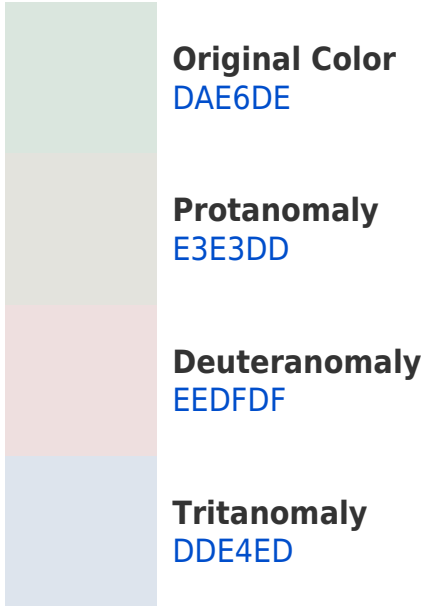 Original Color
DAE6DE
Protanomaly
E3E3DD
Deuteranomaly
EEDFDF
Tritanomaly
DDE4ED